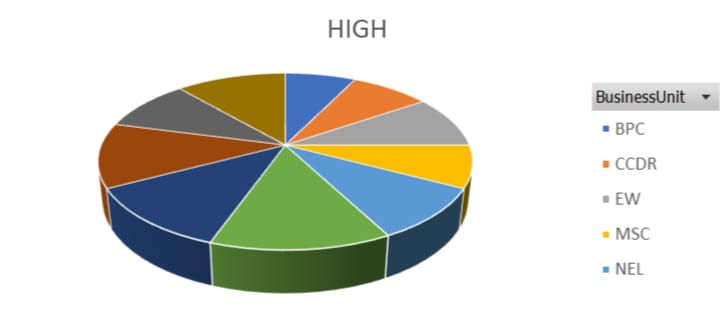 HIGH
BusinessUnit
BPC
CCDR
EW
MSC
NEL